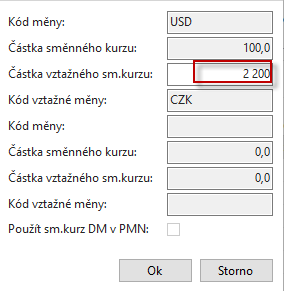 Kód měny: USD
Částka směnného kurzu: 100,0
Částka vztažného sm.kurzu: 2 200
Kód vztažné měny: CZK
Kód měny:
Částka směnného kurzu: 0,0
Částka vztažného sm.kurzu: 0,0
Kód vztažné měny:
Použít sm.kurz DM v PMN:
Ok Storno